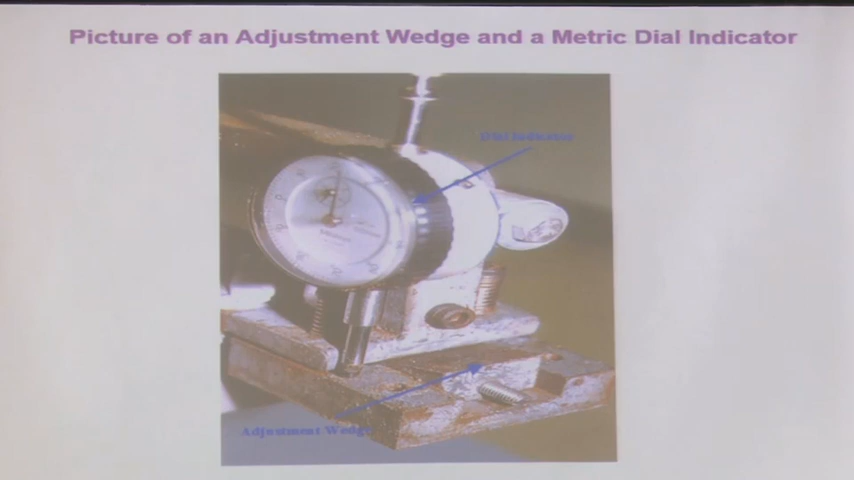 Picture of an Adjustment Wedge and a Metric Dial Indicator
Dial Indicator
Adjustment Wedge